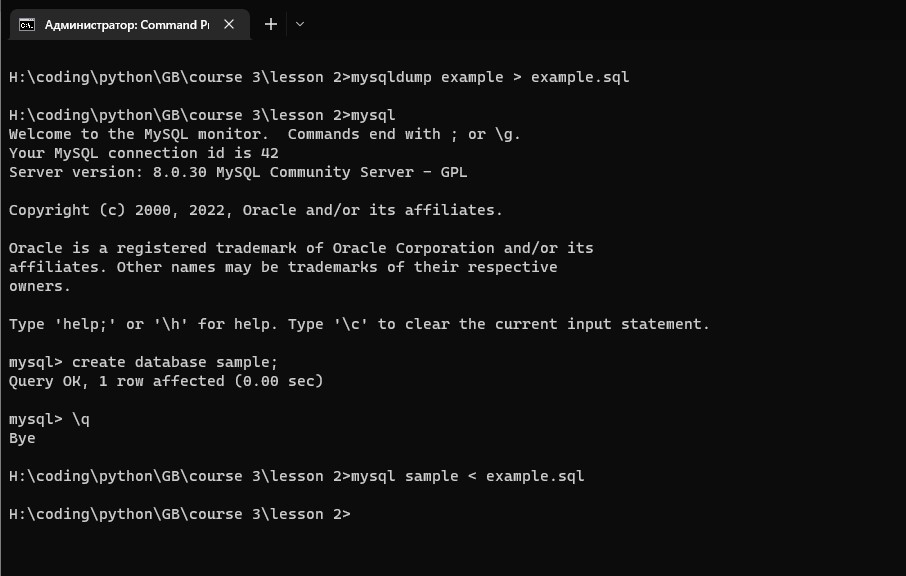 Администратор: Command P
H:\coding\python\GB\course 3\lesson 2>mysqldump example > example.sql
H:\coding\python\GB\course 3\lesson 2>mysql
Welcome to the MySQL monitor.  Commands end with ; or \g.
Your MySQL connection id is 42
Server version: 8.0.30 MySQL Community Server - GPL
Copyright (c) 2000, 2022, Oracle and/or its affiliates.
Oracle is a registered trademark of Oracle Corporation and/or its
affiliates. Other names may be trademarks of their respective
owners.
Type 'help;' or '\h' for help. Type '\c' to clear the current input statement.
mysql> create database sample;
Query OK, 1 row affected (0.00 sec)
mysql> \q
Bye
H:\coding\python\GB\course 3\lesson 2>mysql sample < example.sql
H:\coding\python\GB\course 3\lesson 2>